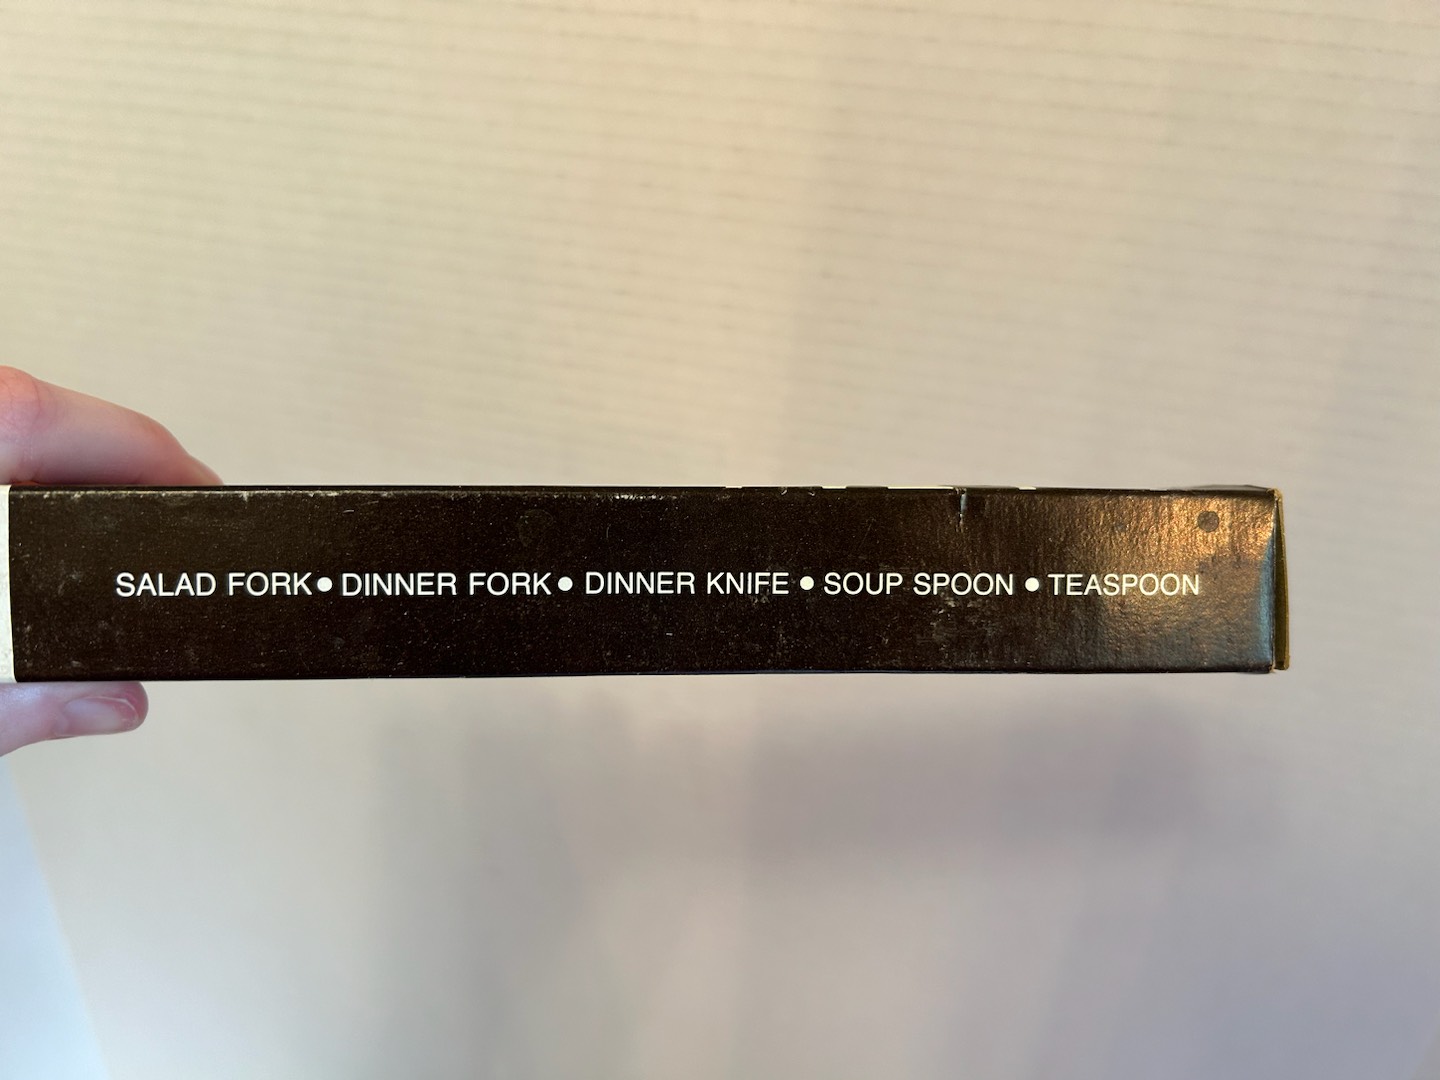 SALAD FORK ● DINNER FORK ● DINNER KNIFE ● SOUP SPOON ● TEASPOON